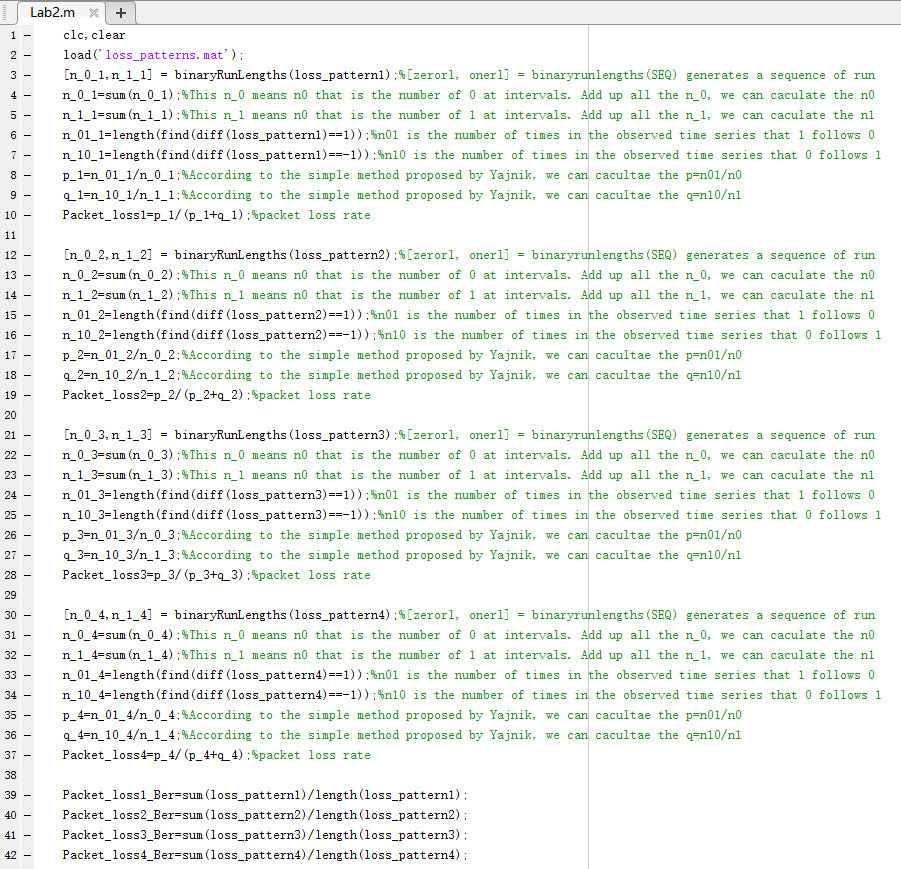 Lab2.m × +
1 – clc,clear
2 – load('loss_patterns.mat');
3 – [n_0_1,n_1_1] = binaryRunLengths(loss_pattern1);%[zerorl, onerl] = binaryrunlengths(SEQ) generates a sequence of run
4 – n_0_1=sum(n_0_1);%This n_0 means n0 that is the number of 0 at intervals. Add up all the n_0, we can caculate the n0
5 – n_1_1=sum(n_1_1);%This n_1 means n0 that is the number of 1 at intervals. Add up all the n_1, we can caculate the n1
6 – n_01_1=length(find(diff(loss_pattern1)==1));%n01 is the number of times in the observed time series that 1 follows 0
7 – n_10_1=length(find(diff(loss_pattern1)==-1));%n10 is the number of times in the observed time series that 0 follows 1
8 – p_1=n_01_1/n_0_1;%According to the simple method proposed by Yajnik, we can cacultae the p=n01/n0
9 – q_1=n_10_1/n_1_1;%According to the simple method proposed by Yajnik, we can cacultae the q=n10/n1
10 – Packet_loss1=p_1/(p_1+q_1);%packet loss rate
11
12 – [n_0_2,n_1_2] = binaryRunLengths(loss_pattern2);%[zerorl, onerl] = binaryrunlengths(SEQ) generates a sequence of run
13 – n_0_2=sum(n_0_2);%This n_0 means n0 that is the number of 0 at intervals. Add up all the n_0, we can caculate the n0
14 – n_1_2=sum(n_1_2);%This n_1 means n0 that is the number of 1 at intervals. Add up all the n_1, we can caculate the n1
15 – n_01_2=length(find(diff(loss_pattern2)==1));%n01 is the number of times in the observed time series that 1 follows 0
16 – n_10_2=length(find(diff(loss_pattern2)==-1));%n10 is the number of times in the observed time series that 0 follows 1
17 – p_2=n_01_2/n_0_2;%According to the simple method proposed by Yajnik, we can cacultae the p=n01/n0
18 – q_2=n_10_2/n_1_2;%According to the simple method proposed by Yajnik, we can cacultae the q=n10/n1
19 – Packet_loss2=p_2/(p_2+q_2);%packet loss rate
20
21 – [n_0_3,n_1_3] = binaryRunLengths(loss_pattern3);%[zerorl, onerl] = binaryrunlengths(SEQ) generates a sequence of run
22 – n_0_3=sum(n_0_3);%This n_0 means n0 that is the number of 0 at intervals. Add up all the n_0, we can caculate the n0
23 – n_1_3=sum(n_1_3);%This n_1 means n0 that is the number of 1 at intervals. Add up all the n_1, we can caculate the n1
24 – n_01_3=length(find(diff(loss_pattern3)==1));%n01 is the number of times in the observed time series that 1 follows 0
25 – n_10_3=length(find(diff(loss_pattern3)==-1));%n10 is the number of times in the observed time series that 0 follows 1
26 – p_3=n_01_3/n_0_3;%According to the simple method proposed by Yajnik, we can cacultae the p=n01/n0
27 – q_3=n_10_3/n_1_3;%According to the simple method proposed by Yajnik, we can cacultae the q=n10/n1
28 – Packet_loss3=p_3/(p_3+q_3);%packet loss rate
29
30 – [n_0_4,n_1_4] = binaryRunLengths(loss_pattern4);%[zerorl, onerl] = binaryrunlengths(SEQ) generates a sequence of run
31 – n_0_4=sum(n_0_4);%This n_0 means n0 that is the number of 0 at intervals. Add up all the n_0, we can caculate the n0
32 – n_1_4=sum(n_1_4);%This n_1 means n0 that is the number of 1 at intervals. Add up all the n_1, we can caculate the n1
33 – n_01_4=length(find(diff(loss_pattern4)==1));%n01 is the number of times in the observed time series that 1 follows 0
34 – n_10_4=length(find(diff(loss_pattern4)==-1));%n10 is the number of times in the observed time series that 0 follows 1
35 – p_4=n_01_4/n_0_4;%According to the simple method proposed by Yajnik, we can cacultae the p=n01/n0
36 – q_4=n_10_4/n_1_4;%According to the simple method proposed by Yajnik, we can cacultae the q=n10/n1
37 – Packet_loss4=p_4/(p_4+q_4);%packet loss rate
38
39 – Packet_loss1_Ber=sum(loss_pattern1)/length(loss_pattern1);
40 – Packet_loss2_Ber=sum(loss_pattern2)/length(loss_pattern2);
41 – Packet_loss3_Ber=sum(loss_pattern3)/length(loss_pattern3);
42 – Packet_loss4_Ber=sum(loss_pattern4)/length(loss_pattern4);